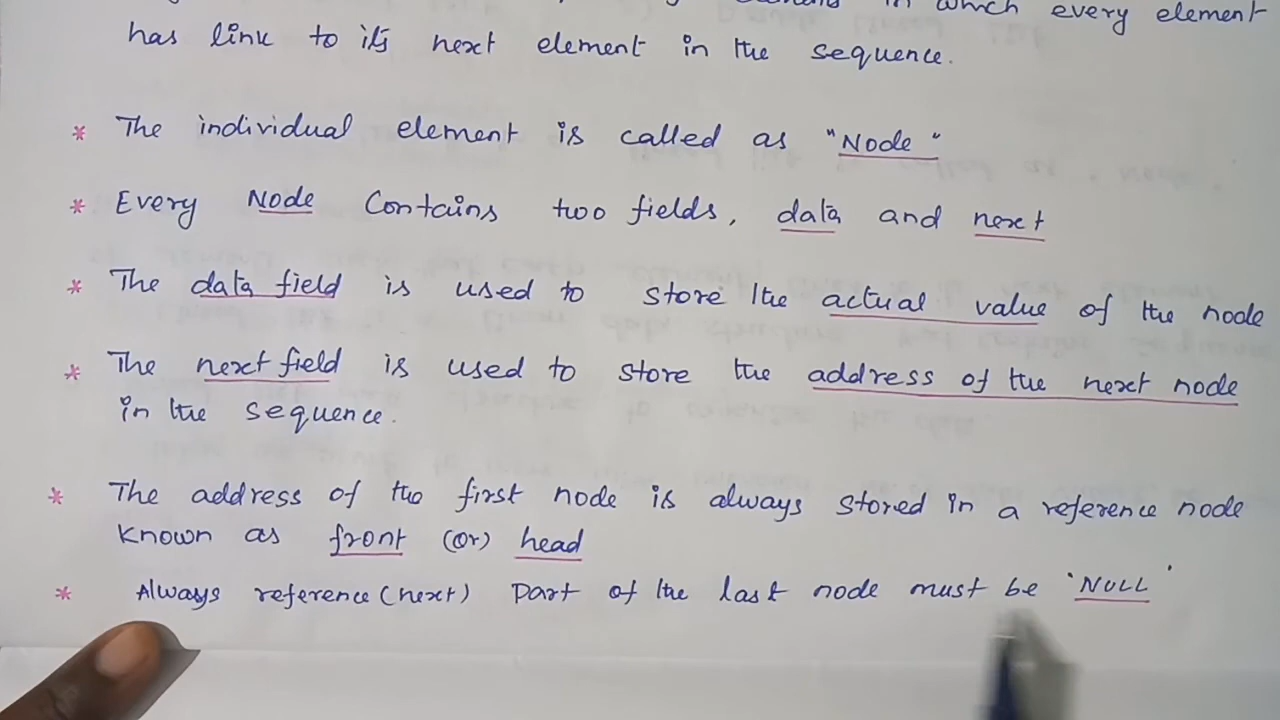 in which every element
has link to its next element in the sequence.
* The individual element is called as "Node"
* Every Node contains two fields, data and next
* The data field is used to store the actual value of the node
* The next field is used to store the address of the next node
in the sequence.
* The address of the first node is always stored in a reference node
known as front (or) head
* Always reference (next) part of the last node must be 'NULL'